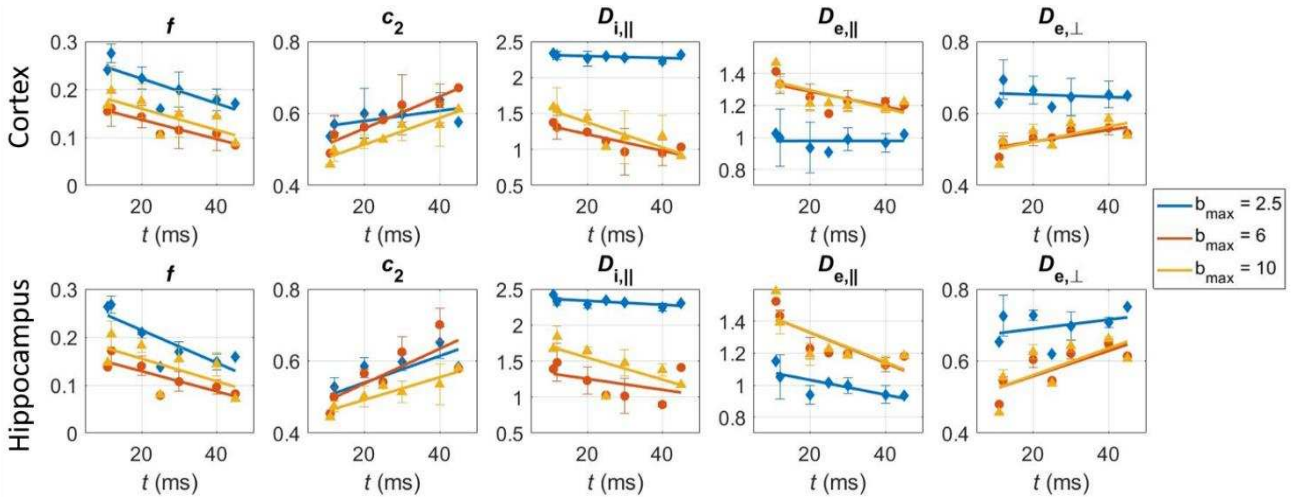 f c2 Di,|| De,|| De,⊥
Cortex
0.3 0.2 0.1 0
0.8 0.6 0.4
2.5 2 1.5 1 0.5
1.4 1.2 1 0.8
0.8 0.6 0.4
20 40 20 40 20 40 20 40 20 40
t (ms) t (ms) t (ms) t (ms) t (ms)
bmax = 2.5
bmax = 6
bmax = 10
f c2 Di,|| De,|| De,⊥
Hippocampus
0.3 0.2 0.1 0
0.8 0.6 0.4
2.5 2 1.5 1 0.5
1.4 1.2 1 0.8
0.8 0.6 0.4
20 40 20 40 20 40 20 40 20 40
t (ms) t (ms) t (ms) t (ms) t (ms)